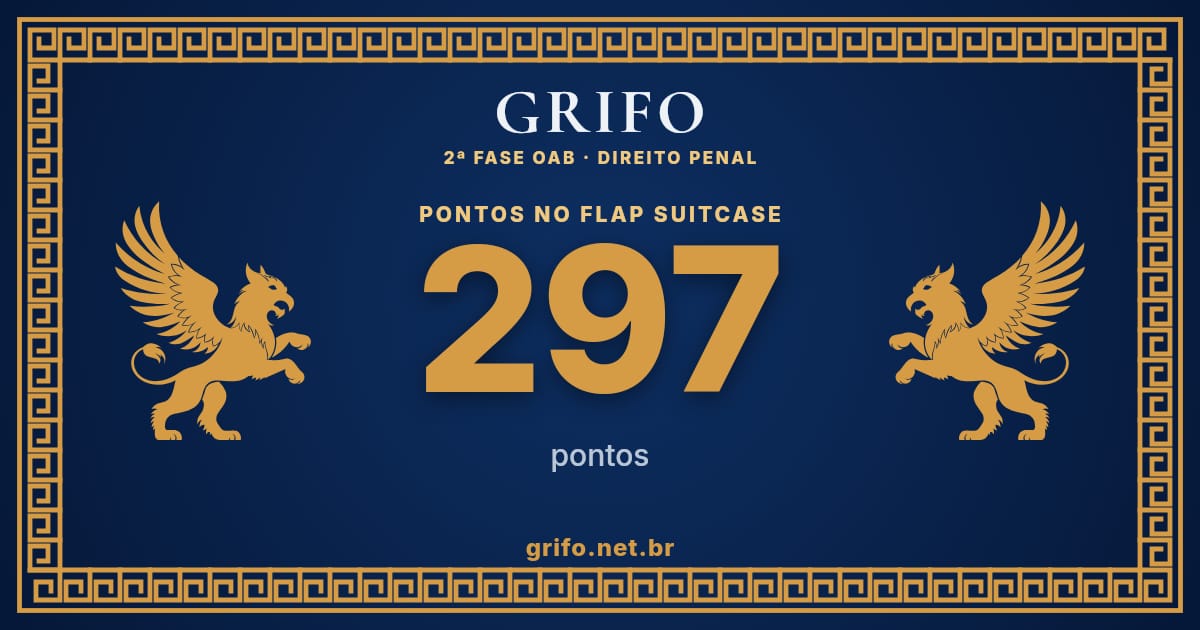 GRIFO
2ª FASE OAB · DIREITO PENAL
PONTOS NO FLAP SUITCASE
297
pontos
grifo.net.br